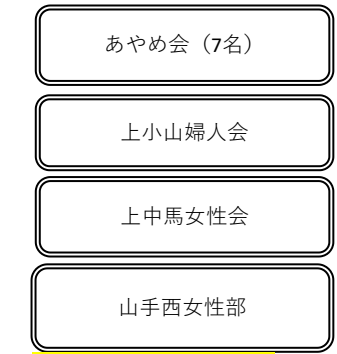 あやめ会（7名）
上小山婦人会
上中馬女性会
山手西女性部